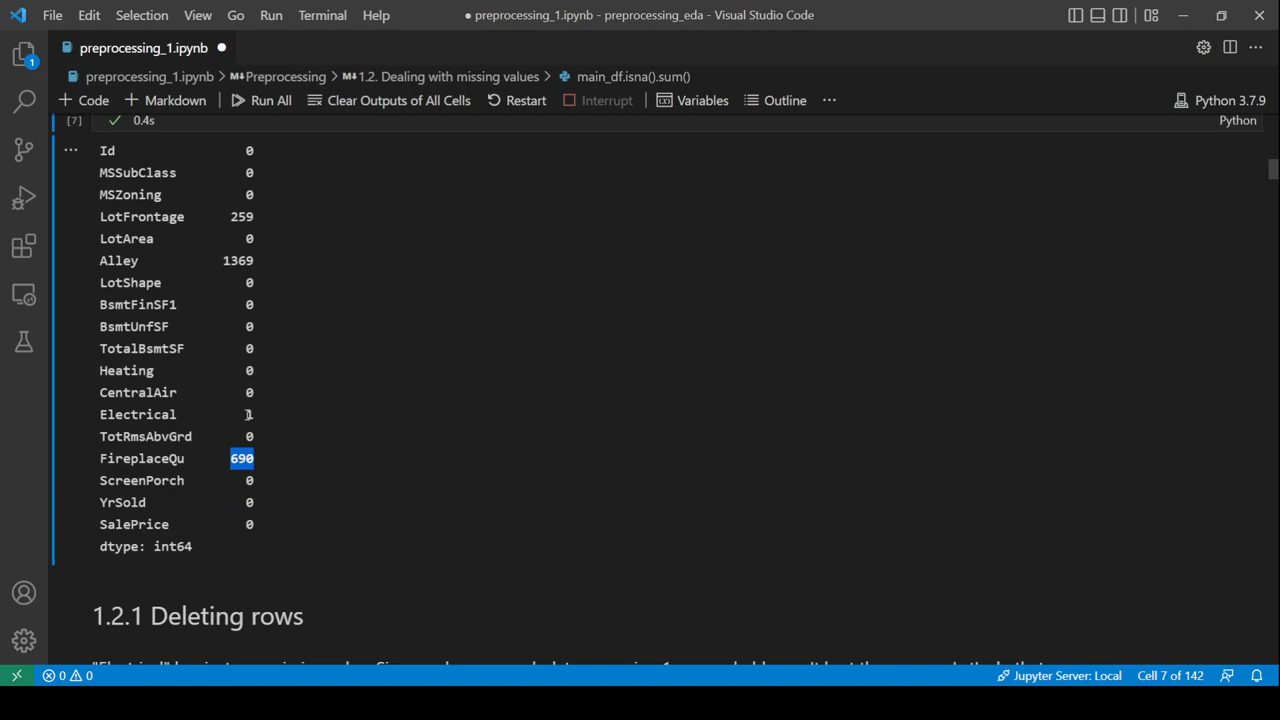 File Edit Selection View Go Run Terminal Help
● preprocessing_1.ipynb - preprocessing_eda - Visual Studio Code
preprocessing_1.ipynb ●
1
preprocessing_1.ipynb > M↓Preprocessing > M↓1.2. Dealing with missing values > main_df.isna().sum()
+ Code + Markdown Run All Clear Outputs of All Cells Restart Interrupt Variables Outline ··· Python 3.7.9
[7] ✓ 0.4s Python
... Id 0
MSSubClass 0
MSZoning 0
LotFrontage 259
LotArea 0
Alley 1369
LotShape 0
BsmtFinSF1 0
BsmtUnfSF 0
TotalBsmtSF 0
Heating 0
CentralAir 0
Electrical 1
TotRmsAbvGrd 0
FireplaceQu 690
ScreenPorch 0
YrSold 0
SalePrice 0
dtype: int64
1.2.1 Deleting rows
0 0 Jupyter Server: Local Cell 7 of 142